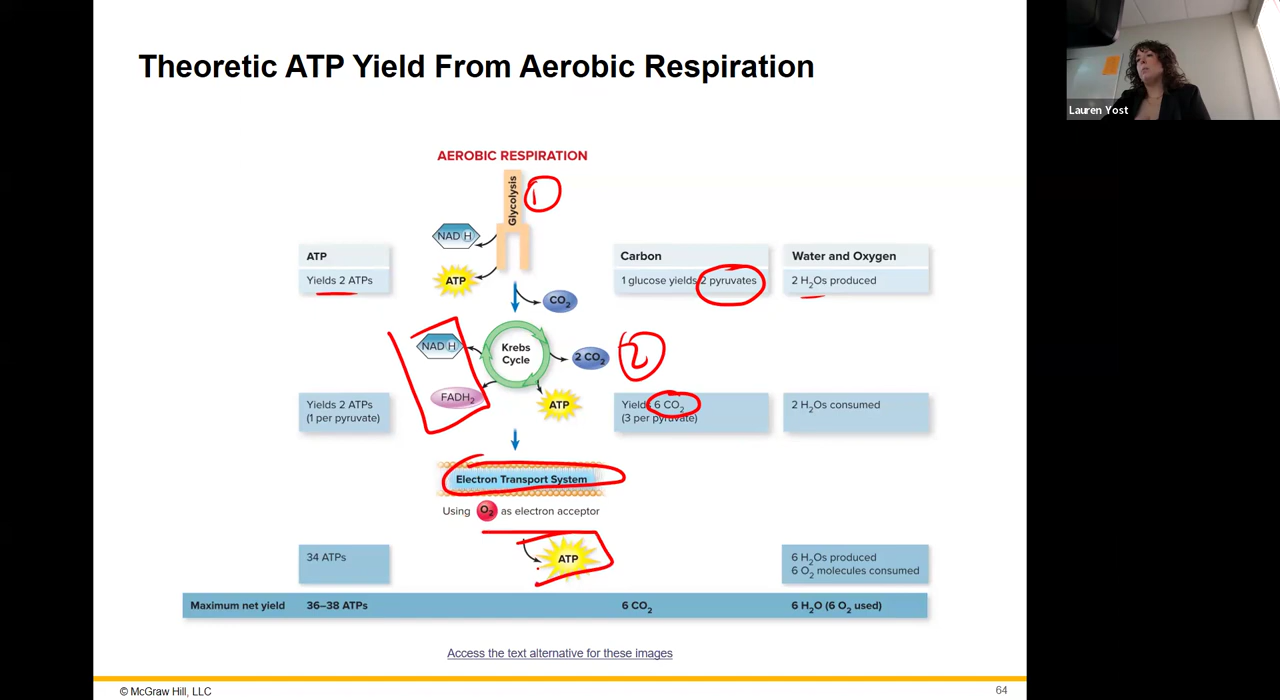 Theoretic ATP Yield From Aerobic Respiration
Lauren Yost
AEROBIC RESPIRATION
Glycolysis
1
NAD H
ATP
ATP
Yields 2 ATPs
Carbon
1 glucose yields 2 pyruvates
Water and Oxygen
2 H₂Os produced
CO₂
NAD H
Krebs
Cycle
2 CO₂
2
FADH₂
ATP
Yields 2 ATPs
(1 per pyruvate)
Yields 6 CO₂
(3 per pyruvate)
2 H₂Os consumed
Electron Transport System
Using O₂ as electron acceptor
34 ATPs
ATP
6 H₂Os produced
6 O₂ molecules consumed
Maximum net yield 36–38 ATPs 6 CO₂ 6 H₂O (6 O₂ used)
Access the text alternative for these images
© McGraw Hill, LLC
64